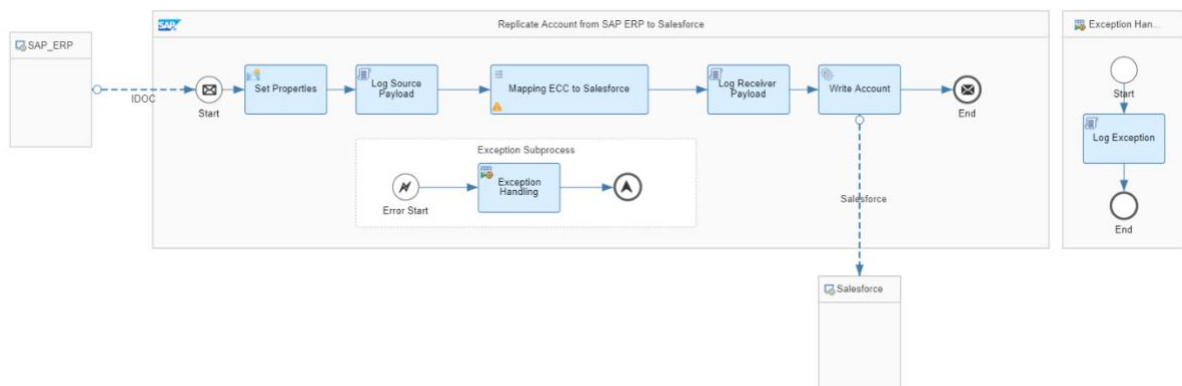 SAP
Replicate Account from SAP ERP to Salesforce
Exception Han...
SAP_ERP
IDOC
Start
Set Properties
Log Source
Payload
Mapping ECC to Salesforce
Log Receiver
Payload
Write Account
End
Start
Log Exception
End
Exception Subprocess
Error Start
Exception
Handling
Salesforce
Salesforce